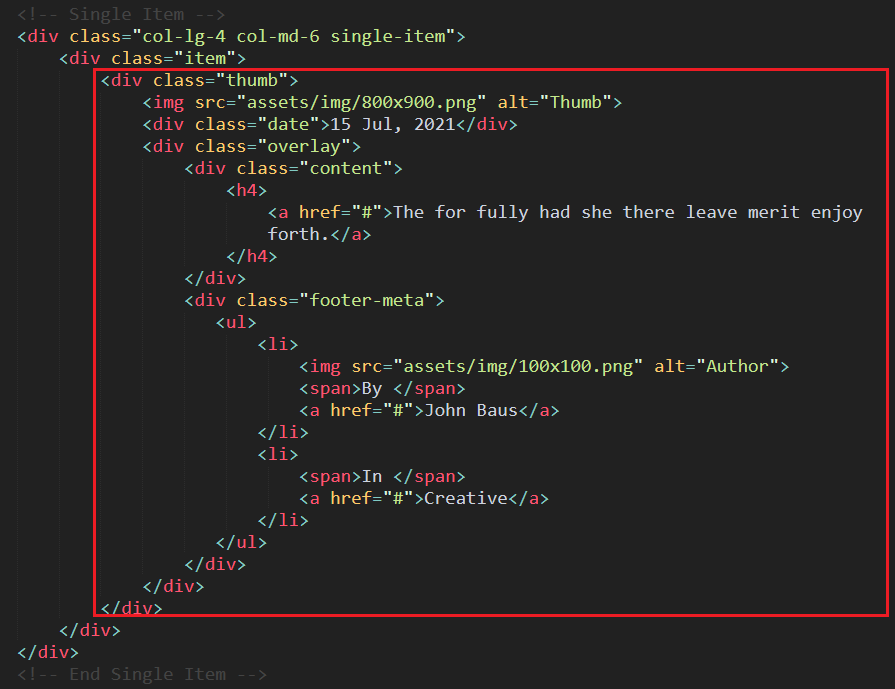 <!-- Single Item -->
<div class="col-lg-4 col-md-6 single-item">
    <div class="item">
        <div class="thumb">
            <img src="assets/img/800x900.png" alt="Thumb">
            <div class="date">15 Jul, 2021</div>
            <div class="overlay">
                <div class="content">
                    <h4>
                        <a href="#">The for fully had she there leave merit enjoy
                        forth.</a>
                    </h4>
                </div>
                <div class="footer-meta">
                   <ul>
                       <li>
                           <img src="assets/img/100x100.png" alt="Author">
                           <span>By </span>
                           <a href="#">John Baus</a>
                       </li>
                       <li>
                           <span>In </span>
                           <a href="#">Creative</a>
                       </li>
                   </ul>
                </div>
            </div>
        </div>
    </div>
</div>
<!-- End Single Item -->